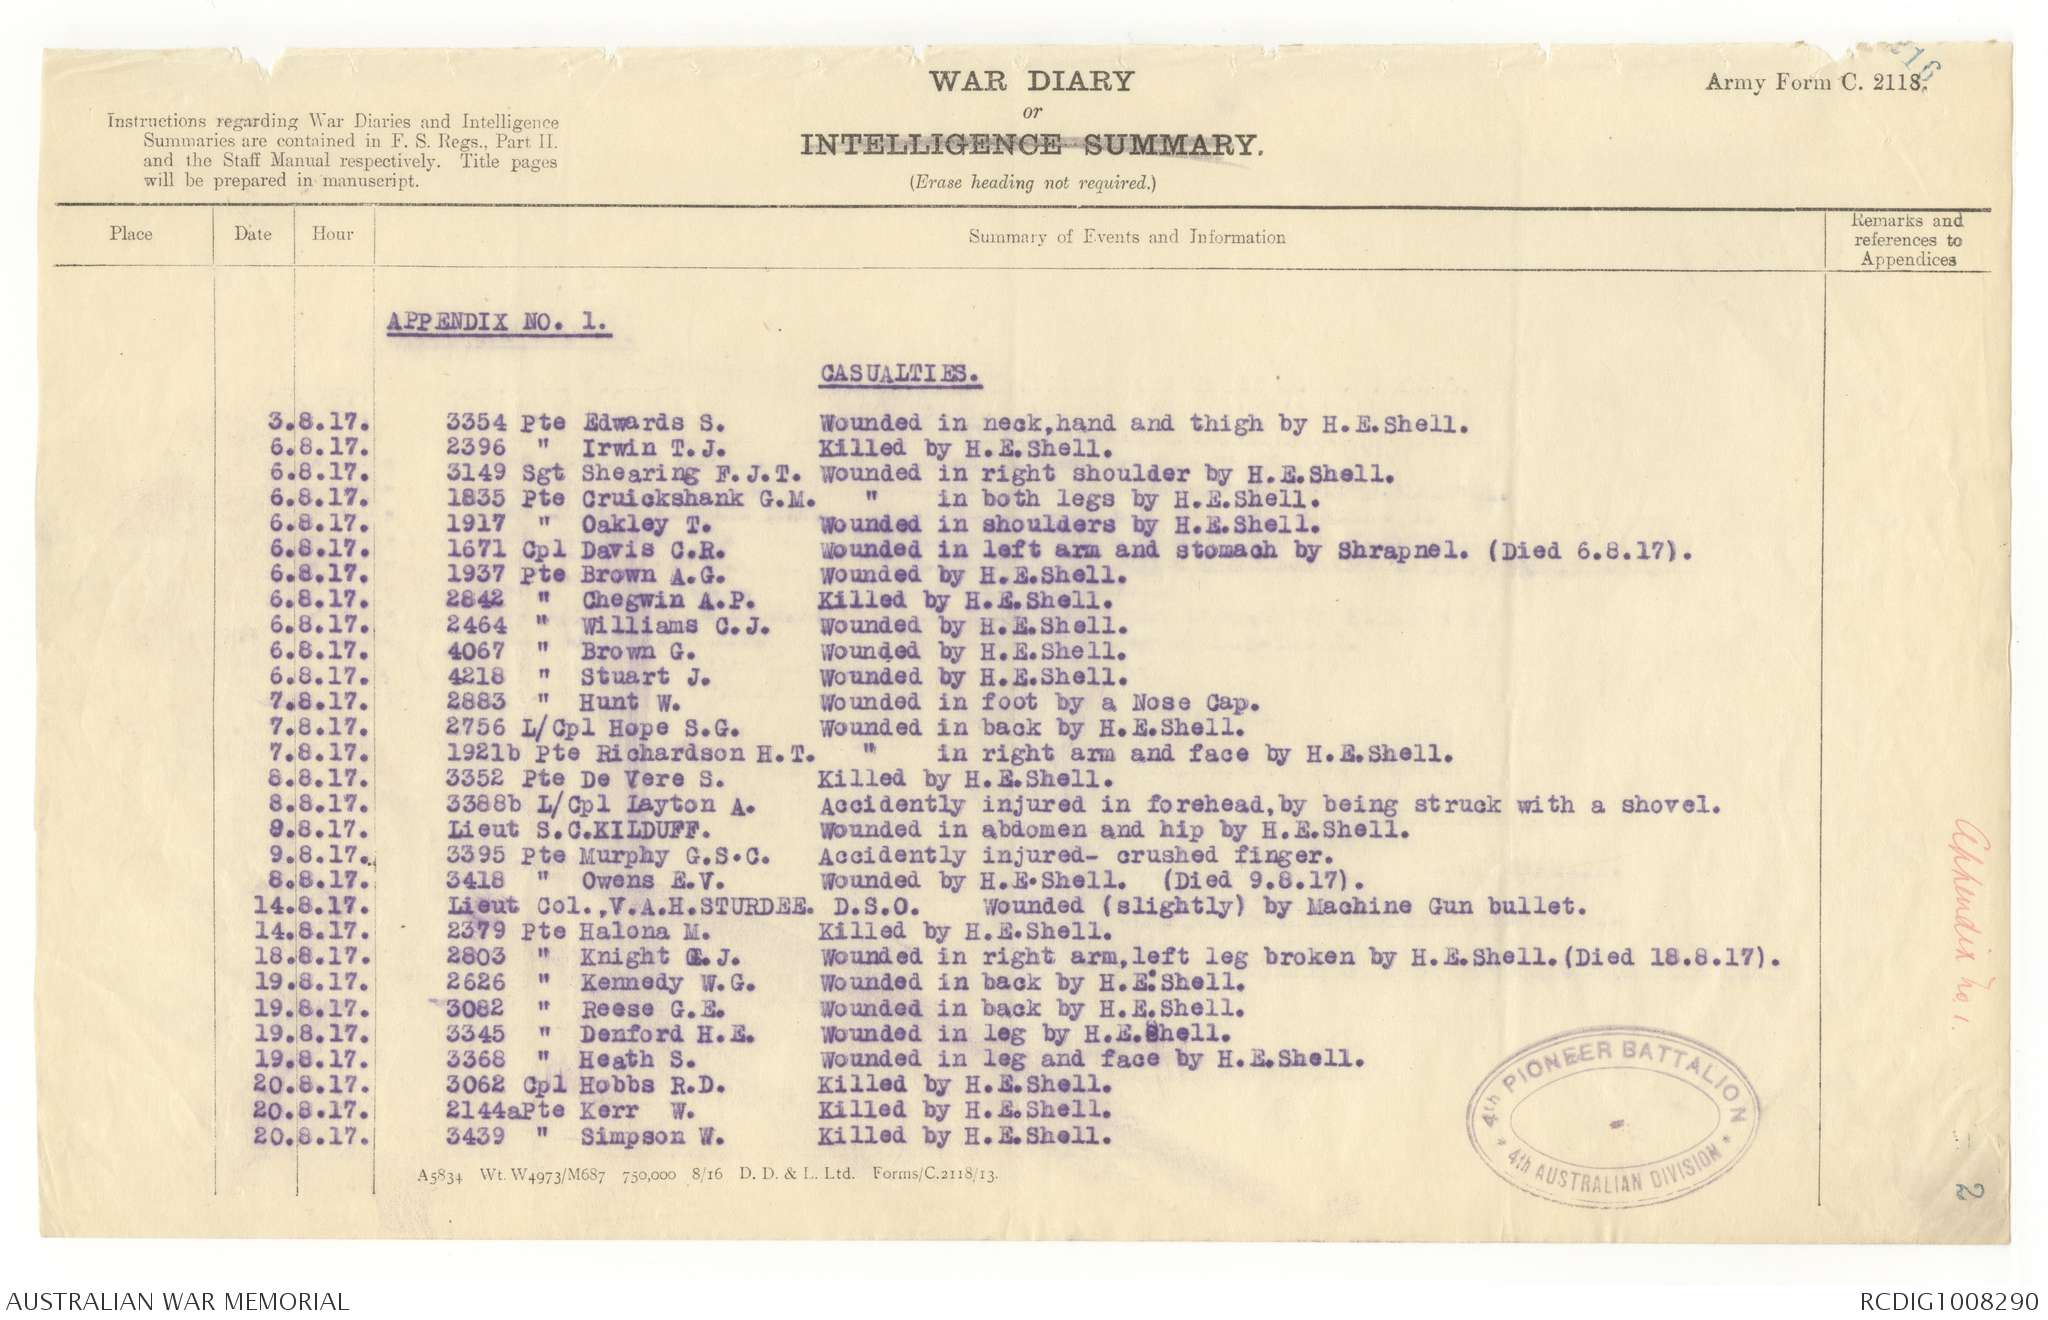 WAR DIARY
or
INTELLIGENCE SUMMARY.
(Erase heading not required.)
Army Form C. 2118.
Instructions regarding War Diaries and Intelligence
Summaries are contained in F. S. Regs., Part II.
and the Staff Manual respectively. Title pages
will be prepared in manuscript.
Place Date Hour Summary of Events and Information Remarks and references to Appendices
APPENDIX NO. 1.
CASUALTIES.
3.8.17. 3354 Pte Edwards S. Wounded in neck,hand and thigh by H.E.Shell.
6.8.17. 2396 " Irwin T.J. Killed by H.E.Shell.
6.8.17. 3149 Sgt Shearing F.J.T. Wounded in right shoulder by H.E.Shell.
6.8.17. 1835 Pte Cruickshank G.M. " in both legs by H.E.Shell.
6.8.17. 1917 " Oakley T. Wounded in shoulders by H.E.Shell.
6.8.17. 1671 Cpl Davis C.R. Wounded in left arm and stomach by Shrapnel. (Died 6.8.17).
6.8.17. 1937 Pte Brown A.G. Wounded by H.E.Shell.
6.8.17. 2842 " Chegwin A.P. Killed by H.E.Shell.
6.8.17. 2464 " Williams C.J. Wounded by H.E.Shell.
6.8.17. 4067 " Brown G. Wounded by H.E.Shell.
6.8.17. 4218 " Stuart J. Wounded by H.E.Shell.
7.8.17. 2883 " Hunt W. Wounded in foot by a Nose Cap.
7.8.17. 2756 L/Cpl Hope S.G. Wounded in back by H.E.Shell.
7.8.17. 1921b Pte Richardson H.T. " in right arm and face by H.E.Shell.
8.8.17. 3352 Pte De Vere S. Killed by H.E.Shell.
8.8.17. 3388b L/Cpl Layton A. Accidently injured in forehead,by being struck with a shovel.
9.8.17. Lieut S.C.KILDUFF. Wounded in abdomen and hip by H.E.Shell.
9.8.17. 3395 Pte Murphy G.S.C. Accidently injured- crushed finger.
8.8.17. 3418 " Owens E.V. Wounded by H.E.Shell. (Died 9.8.17).
14.8.17. Lieut Col.,V.A.H.STURDEE. D.S.O. Wounded (slightly) by Machine Gun bullet.
14.8.17. 2379 Pte Halona M. Killed by H.E.Shell.
18.8.17. 2803 " Knight G.J. Wounded in right arm,left leg broken by H.E.Shell.(Died 18.8.17).
19.8.17. 2626 " Kennedy W.G. Wounded in back by H.E.Shell.
19.8.17. 3082 " Reese G.E. Wounded in back by H.E.Shell.
19.8.17. 3345 " Denford H.E. Wounded in leg by H.E.Shell.
19.8.17. 3368 " Heath S. Wounded in leg and face by H.E.Shell.
20.8.17. 3062 Cpl Hobbs R.D. Killed by H.E.Shell.
20.8.17. 2144aPte Kerr W. Killed by H.E.Shell.
20.8.17. 3439 " Simpson W. Killed by H.E.Shell.
Appendix No. 1.
4th PIONEER BATTALION
* 4th AUSTRALIAN DIVISION *
2
A5834 Wt. W4973/M687 750,000 8/16 D. D. & L. Ltd. Forms/C.2118/13.
AUSTRALIAN WAR MEMORIAL
RCDIG1008290